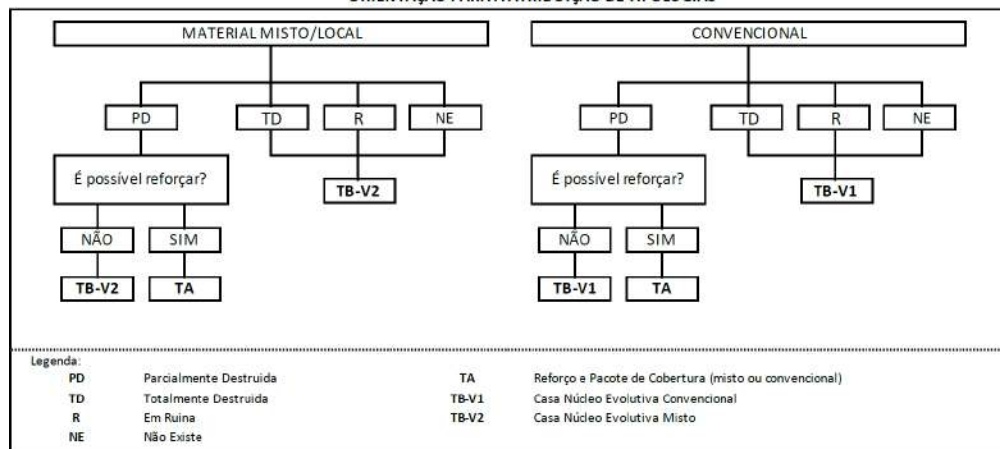 MATERIAL MISTO/LOCAL
CONVENCIONAL
PD
TD
R
NE
PD
TD
R
NE
É possível reforçar?
TB-V2
É possível reforçar?
TB-V1
NÃO
SIM
NÃO
SIM
TB-V2
TA
TB-V1
TA
Legenda:
PD Parcialmente Destruida TA Reforço e Pacote de Cobertura (misto ou convencional)
TD Totalmente Destruida TB-V1 Casa Núcleo Evolutiva Convencional
R Em Ruina TB-V2 Casa Núcleo Evolutiva Misto
NE Não Existe